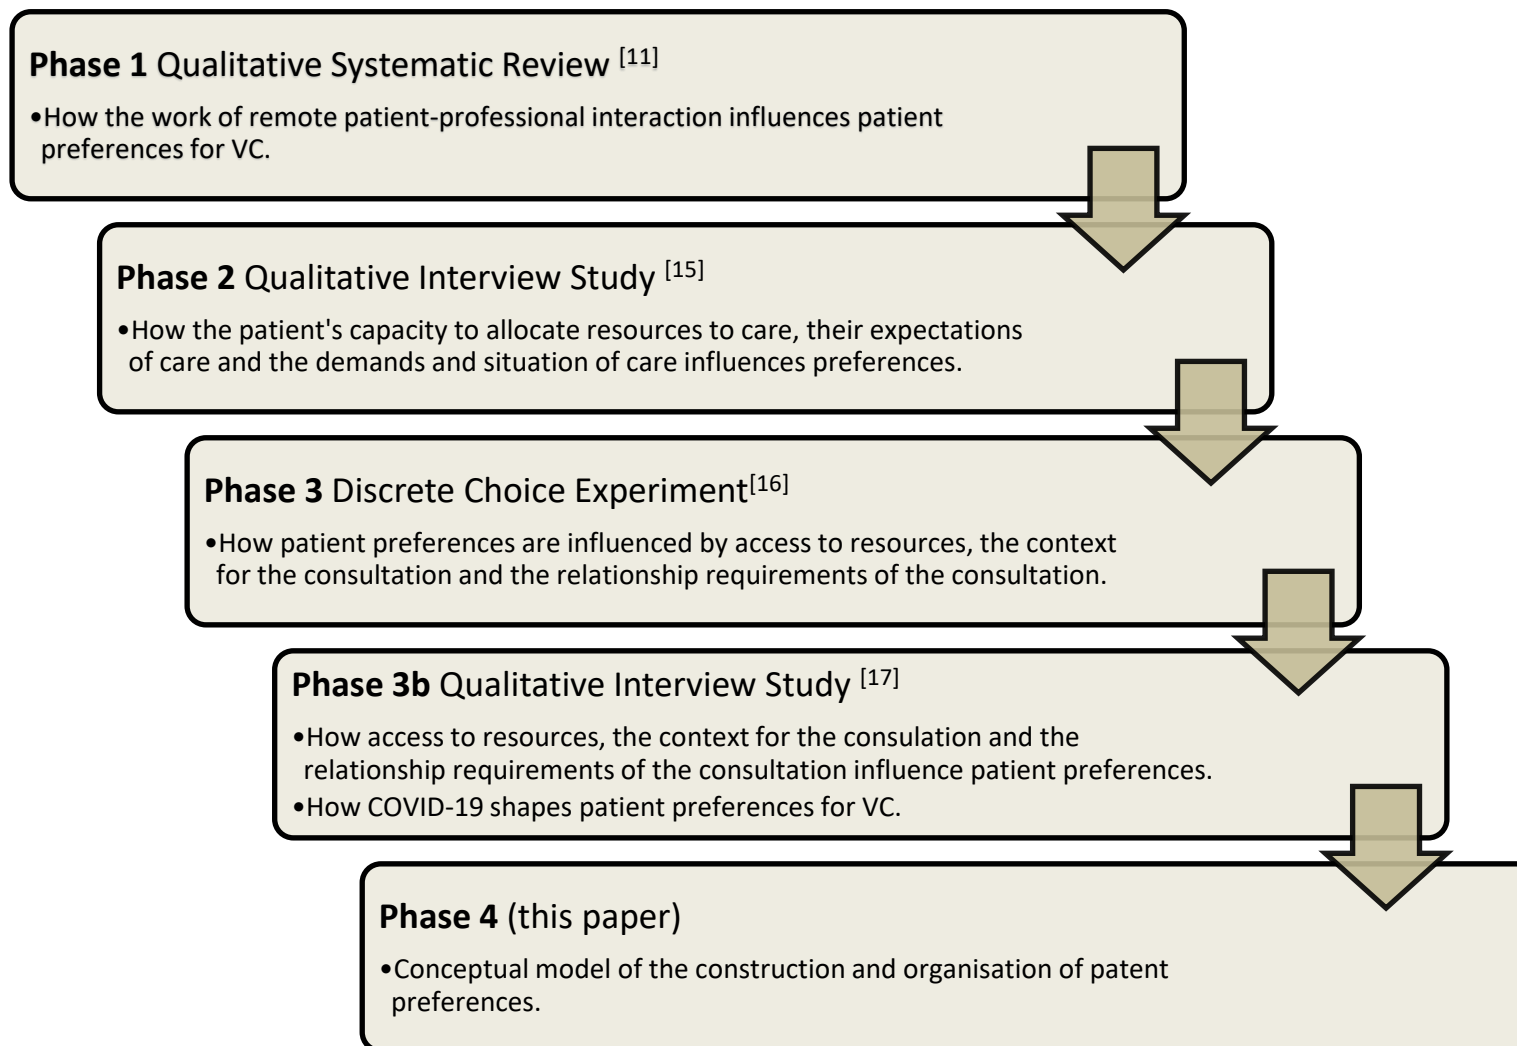 Phase 1 Qualitative Systematic Review [11]
•How the work of remote patient-professional interaction influences patient
preferences for VC.
Phase 2 Qualitative Interview Study [15]
•How the patient's capacity to allocate resources to care, their expectations
of care and the demands and situation of care influences preferences.
Phase 3 Discrete Choice Experiment[16]
•How patient preferences are influenced by access to resources, the context
for the consultation and the relationship requirements of the consultation.
Phase 3b Qualitative Interview Study [17]
•How access to resources, the context for the consulation and the
relationship requirements of the consultation influence patient preferences.
•How COVID-19 shapes patient preferences for VC.
Phase 4 (this paper)
•Conceptual model of the construction and organisation of patent
preferences.